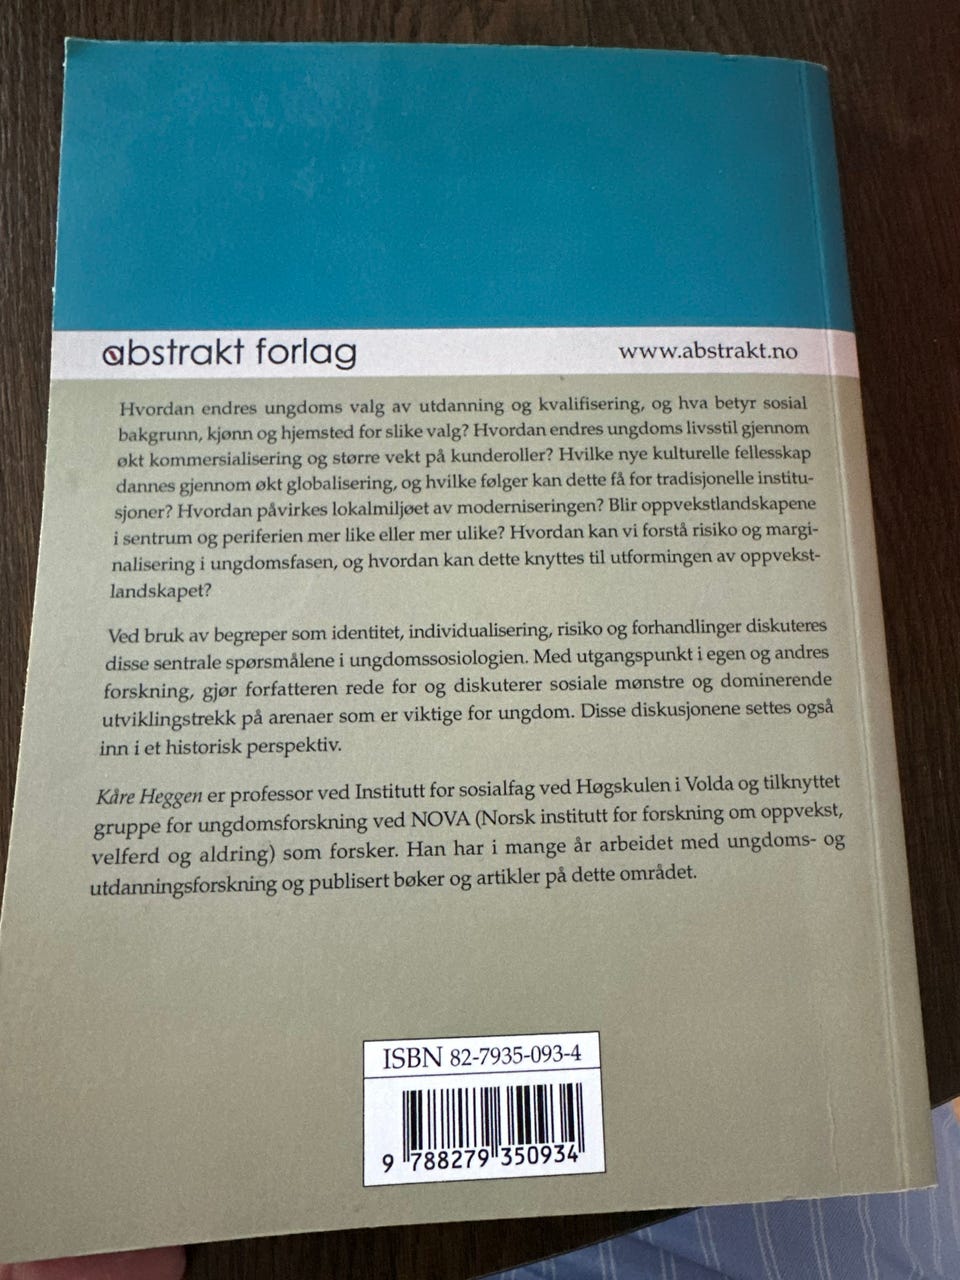 abstrakt forlag
www.abstrakt.no
Hvordan endres ungdoms valg av utdanning og kvalifisering, og hva betyr sosial
bakgrunn, kjønn og hjemsted for slike valg? Hvordan endres ungdoms livsstil gjennom
økt kommersialisering og større vekt på kunderoller? Hvilke nye kulturelle fellesskap
dannes gjennom økt globalisering, og hvilke følger kan dette få for tradisjonelle institu-
sjoner? Hvordan påvirkes lokalmiljøet av moderniseringen? Blir oppvekstlandskapene
i sentrum og periferien mer like eller mer ulike? Hvordan kan vi forstå risiko og margi-
nalisering i ungdomsfasen, og hvordan kan dette knyttes til utformingen av oppvekst-
landskapet?
Ved bruk av begreper som identitet, individualisering, risiko og forhandlinger diskuteres
disse sentrale spørsmålene i ungdomssosiologien. Med utgangspunkt i egen og andres
forskning, gjør forfatteren rede for og diskuterer sosiale mønstre og dominerende
utviklingstrekk på arenaer som er viktige for ungdom. Disse diskusjonene settes også
inn i et historisk perspektiv.
Kåre Heggen er professor ved Institutt for sosialfag ved Høgskulen i Volda og tilknyttet
gruppe for ungdomsforskning ved NOVA (Norsk institutt for forskning om oppvekst,
velferd og aldring) som forsker. Han har i mange år arbeidet med ungdoms- og
utdanningsforskning og publisert bøker og artikler på dette området.
ISBN 82-7935-093-4
9 788279 350934